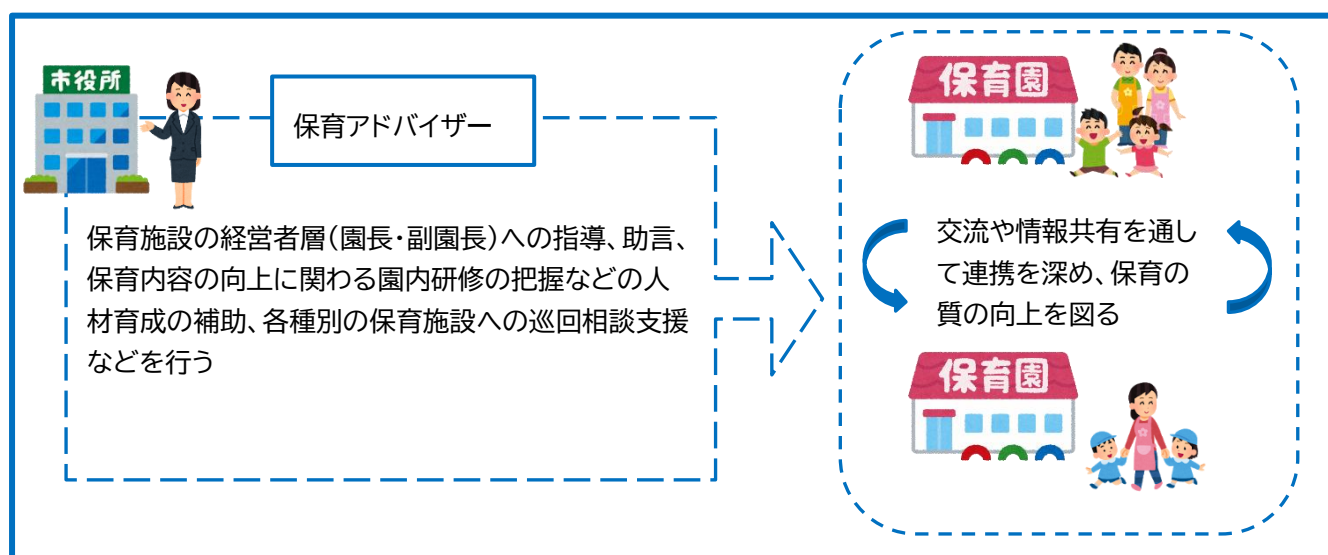 市役所
保育アドバイザー
保育施設の経営者層(園長・副園長)への指導、助言、
保育内容の向上に関わる園内研修の把握などの人
材育成の補助、各種別の保育施設への巡回相談支援
などを行う
保育園
交流や情報共有を通し
て連携を深め、保育の
質の向上を図る
保育園